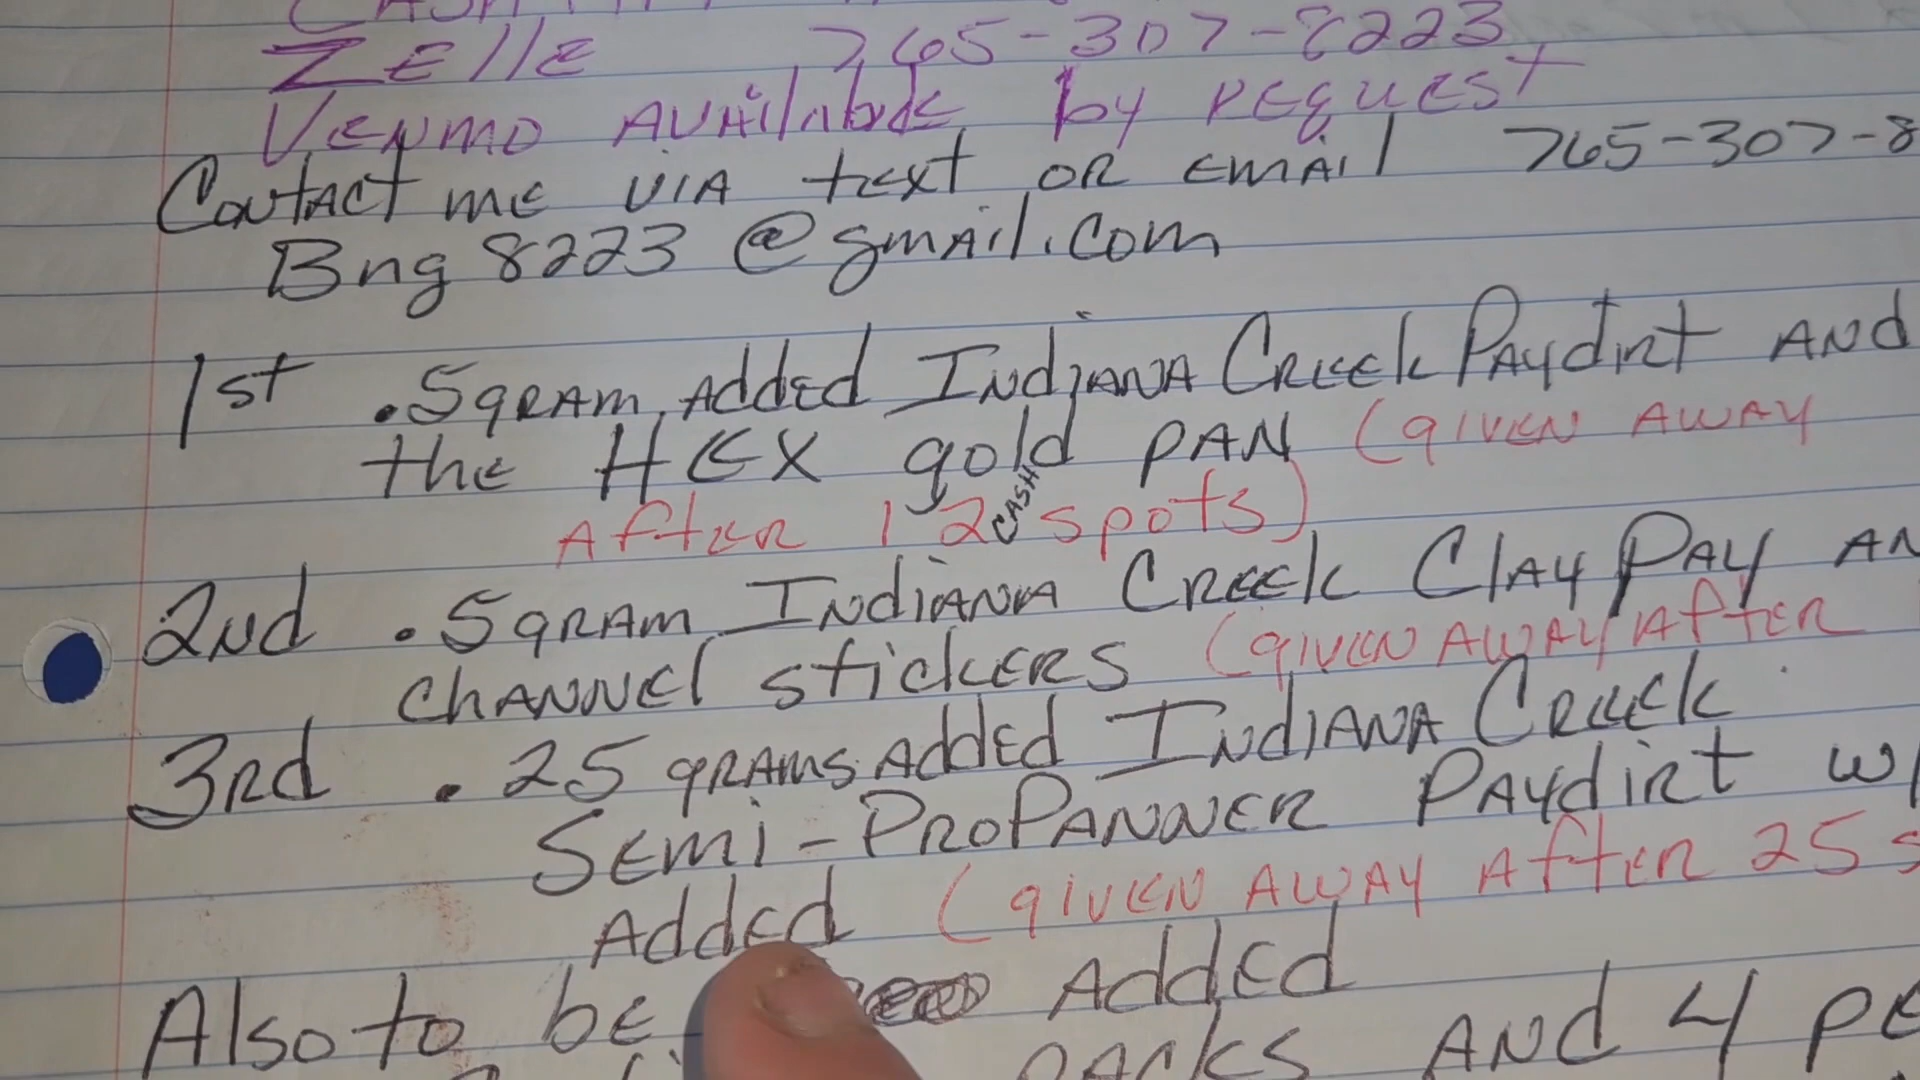 Zelle 765-307-8223
Venmo Available by request
Contact me via text or email 765-307-8
Bng8223@gmail.com
1st .5gram Added Indiana Creek Paydirt and
the HEX gold pan (given away
After 12 cash spots)
2nd .5gram Indiana Creek Clay Pay an
channel stickers (given away After
3rd .25 grams Added Indiana Creek
Semi-ProPanner Paydirt w/
Added (given away After 25 s
Also to be Added
packs And 4 pe